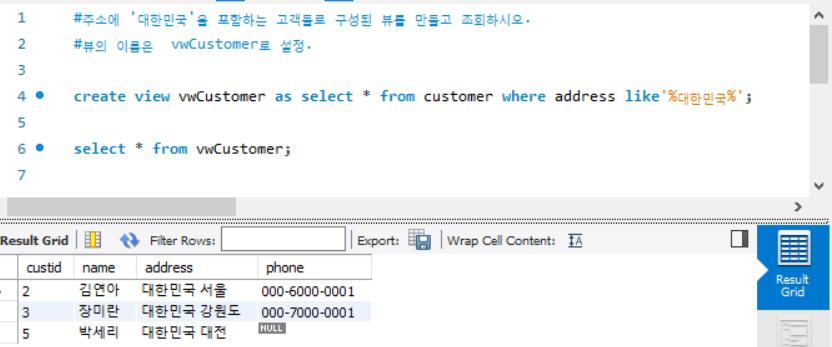 1 #주소에 '대한민국'을 포함하는 고객들로 구성된 뷰를 만들고 조회하시오.
2 #뷰의 이름은 vwCustomer로 설정.
3
4 create view vwCustomer as select * from customer where address like'%대한민국%';
5
6 select * from vwCustomer;
7
Result Grid Filter Rows: Export: Wrap Cell Content: IA
custid name address phone
2 김연아 대한민국 서울 000-6000-0001
3 장미란 대한민국 강원도 000-7000-0001
5 박세리 대한민국 대전 NULL
Result
Grid